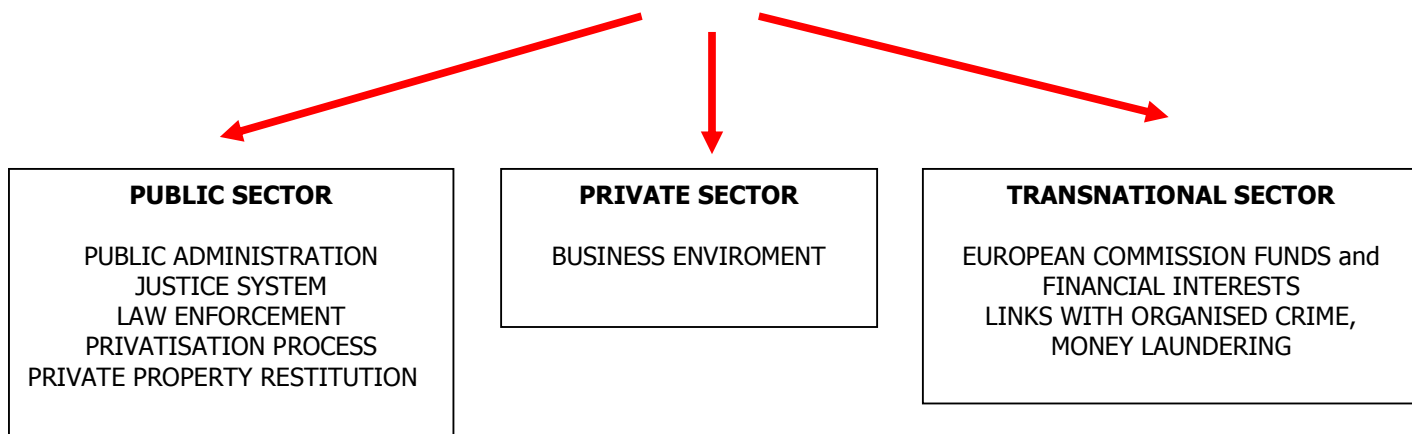 PUBLIC SECTOR
PUBLIC ADMINISTRATION
JUSTICE SYSTEM
LAW ENFORCEMENT
PRIVATISATION PROCESS
PRIVATE PROPERTY RESTITUTION
PRIVATE SECTOR
BUSINESS ENVIROMENT
TRANSNATIONAL SECTOR
EUROPEAN COMMISSION FUNDS and
FINANCIAL INTERESTS
LINKS WITH ORGANISED CRIME,
MONEY LAUNDERING